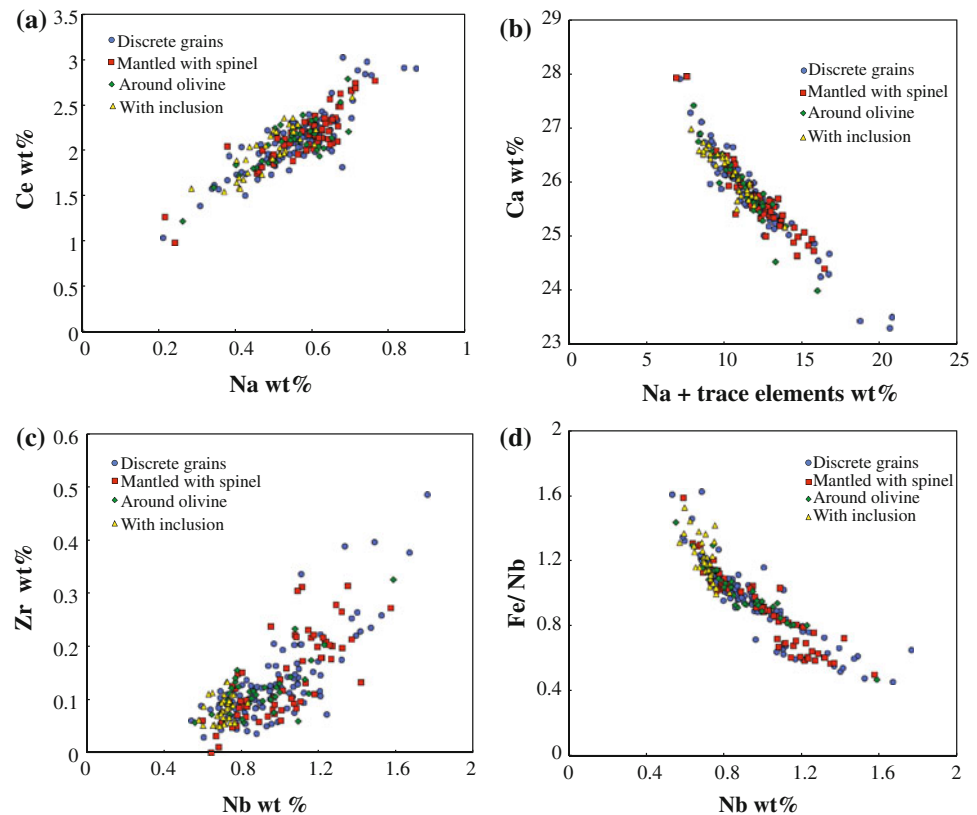 (a)
3.5
3
2.5
2
1.5
1
0.5
0
Ce wt%
Discrete grains
Mantled with spinel
Around olivine
With inclusion
0 0.2 0.4 0.6 0.8 1
Na wt%
(b)
29
28
27
26
25
24
23
Ca wt%
Discrete grains
Mantled with spinel
Around olivine
With inclusion
0 5 10 15 20 25
Na + trace elements wt%
(c)
0.6
0.5
0.4
0.3
0.2
0.1
0
Zr wt%
Discrete grains
Mantled with spinel
Around olivine
With inclusion
0 0.4 0.8 1.2 1.6 2
Nb wt %
(d)
2
1.6
1.2
0.8
0.4
0
Fe/ Nb
Discrete grains
Mantled with spinel
Around olivine
With inclusion
0 0.4 0.8 1.2 1.6 2
Nb wt%